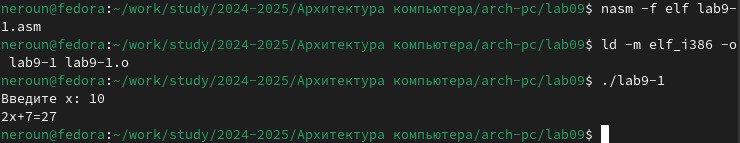 neroun@fedora:~/work/study/2024-2025/Архитектура компьютера/arch-pc/lab09$ nasm -f elf lab9-
1.asm
neroun@fedora:~/work/study/2024-2025/Архитектура компьютера/arch-pc/lab09$ ld -m elf_i386 -o
 lab9-1 lab9-1.o
neroun@fedora:~/work/study/2024-2025/Архитектура компьютера/arch-pc/lab09$ ./lab9-1
Введите x: 10
2x+7=27
neroun@fedora:~/work/study/2024-2025/Архитектура компьютера/arch-pc/lab09$